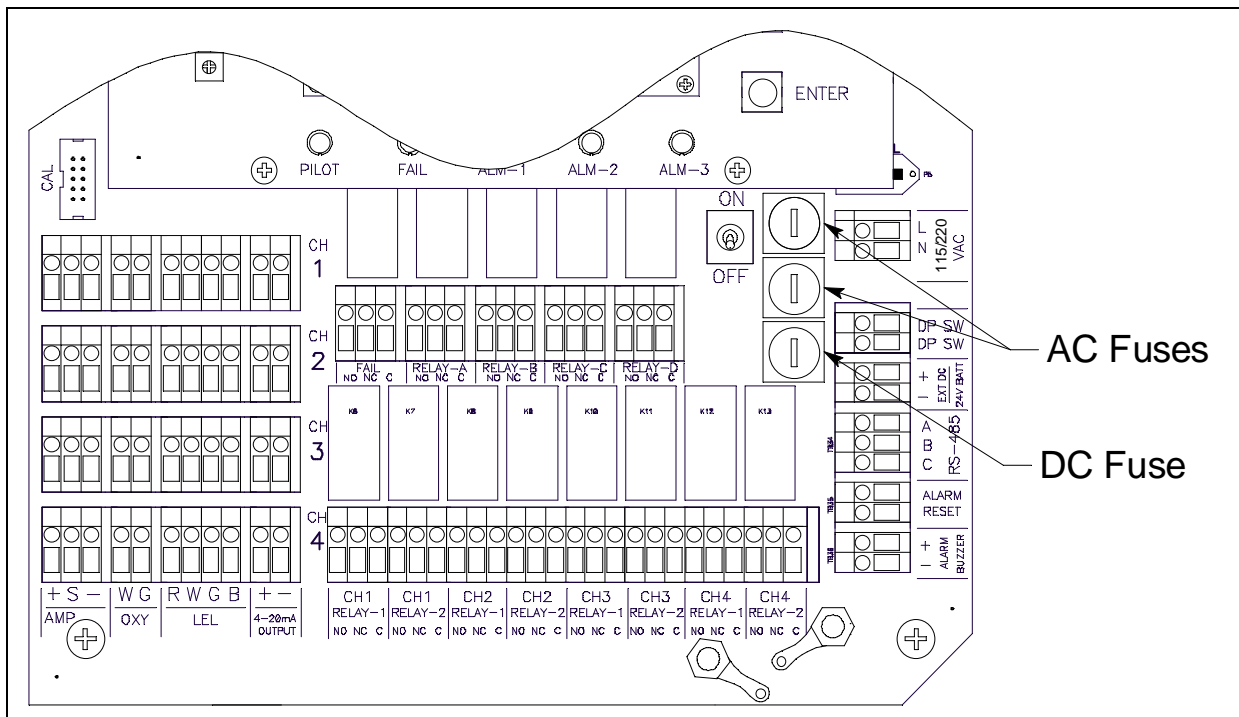 ENTER
PILOT FAIL ALM-1 ALM-2 ALM-3
CAL
ON
OFF
L
N
115/220
VAC
CH
1
CH
2
CH
3
CH
4
FAIL RELAY-A RELAY-B RELAY-C RELAY-D
NO NC C NO NC C NO NC C NO NC C NO NC C
K6 K7 K8 K9 K10 K11 K12 K13
DP SW
DP SW
+
-
EXT DC
24V BATT
A
B
C
RS-485
ALARM
RESET
+
-
ALARM
BUZZER
AC Fuses
DC Fuse
+ S - W G R W G B + -
AMP OXY LEL 4-20mA
OUTPUT
CH1 CH1 CH2 CH2 CH3 CH3 CH4 CH4
RELAY-1 RELAY-2 RELAY-1 RELAY-2 RELAY-1 RELAY-2 RELAY-1 RELAY-2
NO NC C NO NC C NO NC C NO NC C NO NC C NO NC C NO NC C NO NC C